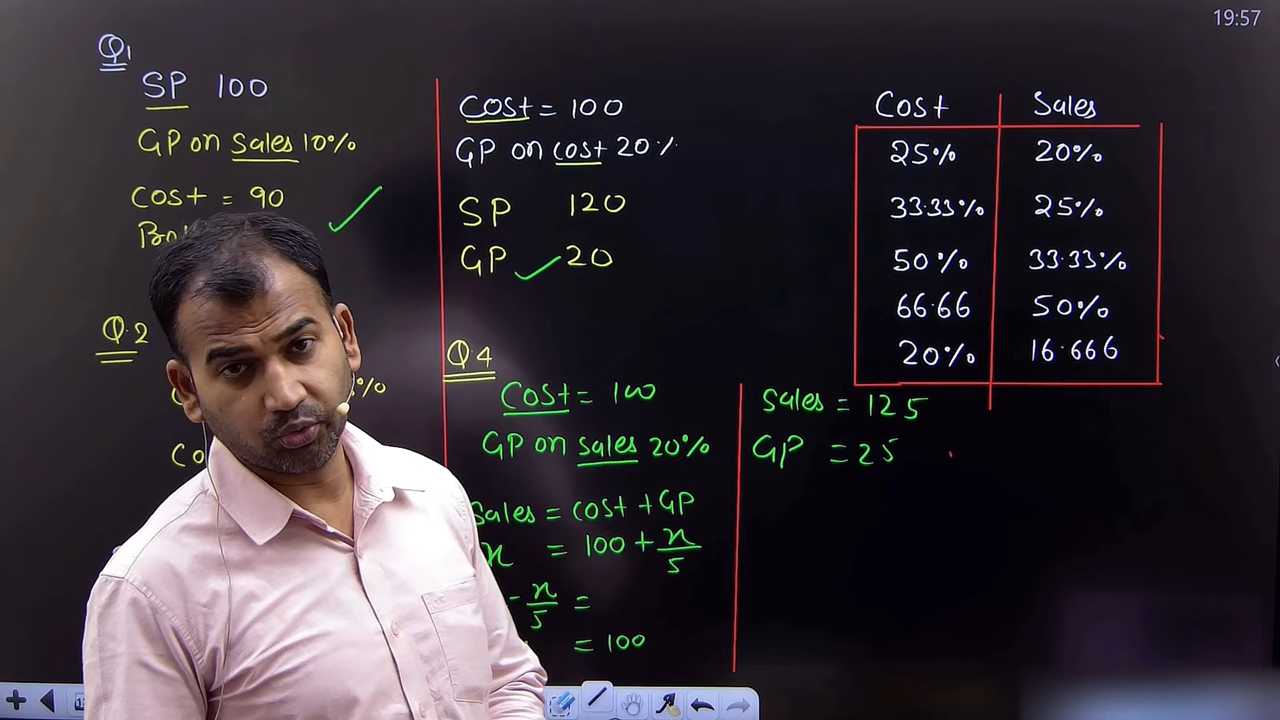 19:57
Q1
SP 100
GP on Sales 10%
Cost = 90
Q.2
Cost = 100
GP on cost 20%
SP 120
GP 20
Q4
Cost = 100
GP on sales 20%
Sales = cost + GP
x = 100 + x/5
- x/5 =
= 100
Sales = 125
GP = 25
Cost Sales
25% 20%
33.33% 25%
50% 33.33%
66.66 50%
20% 16.666